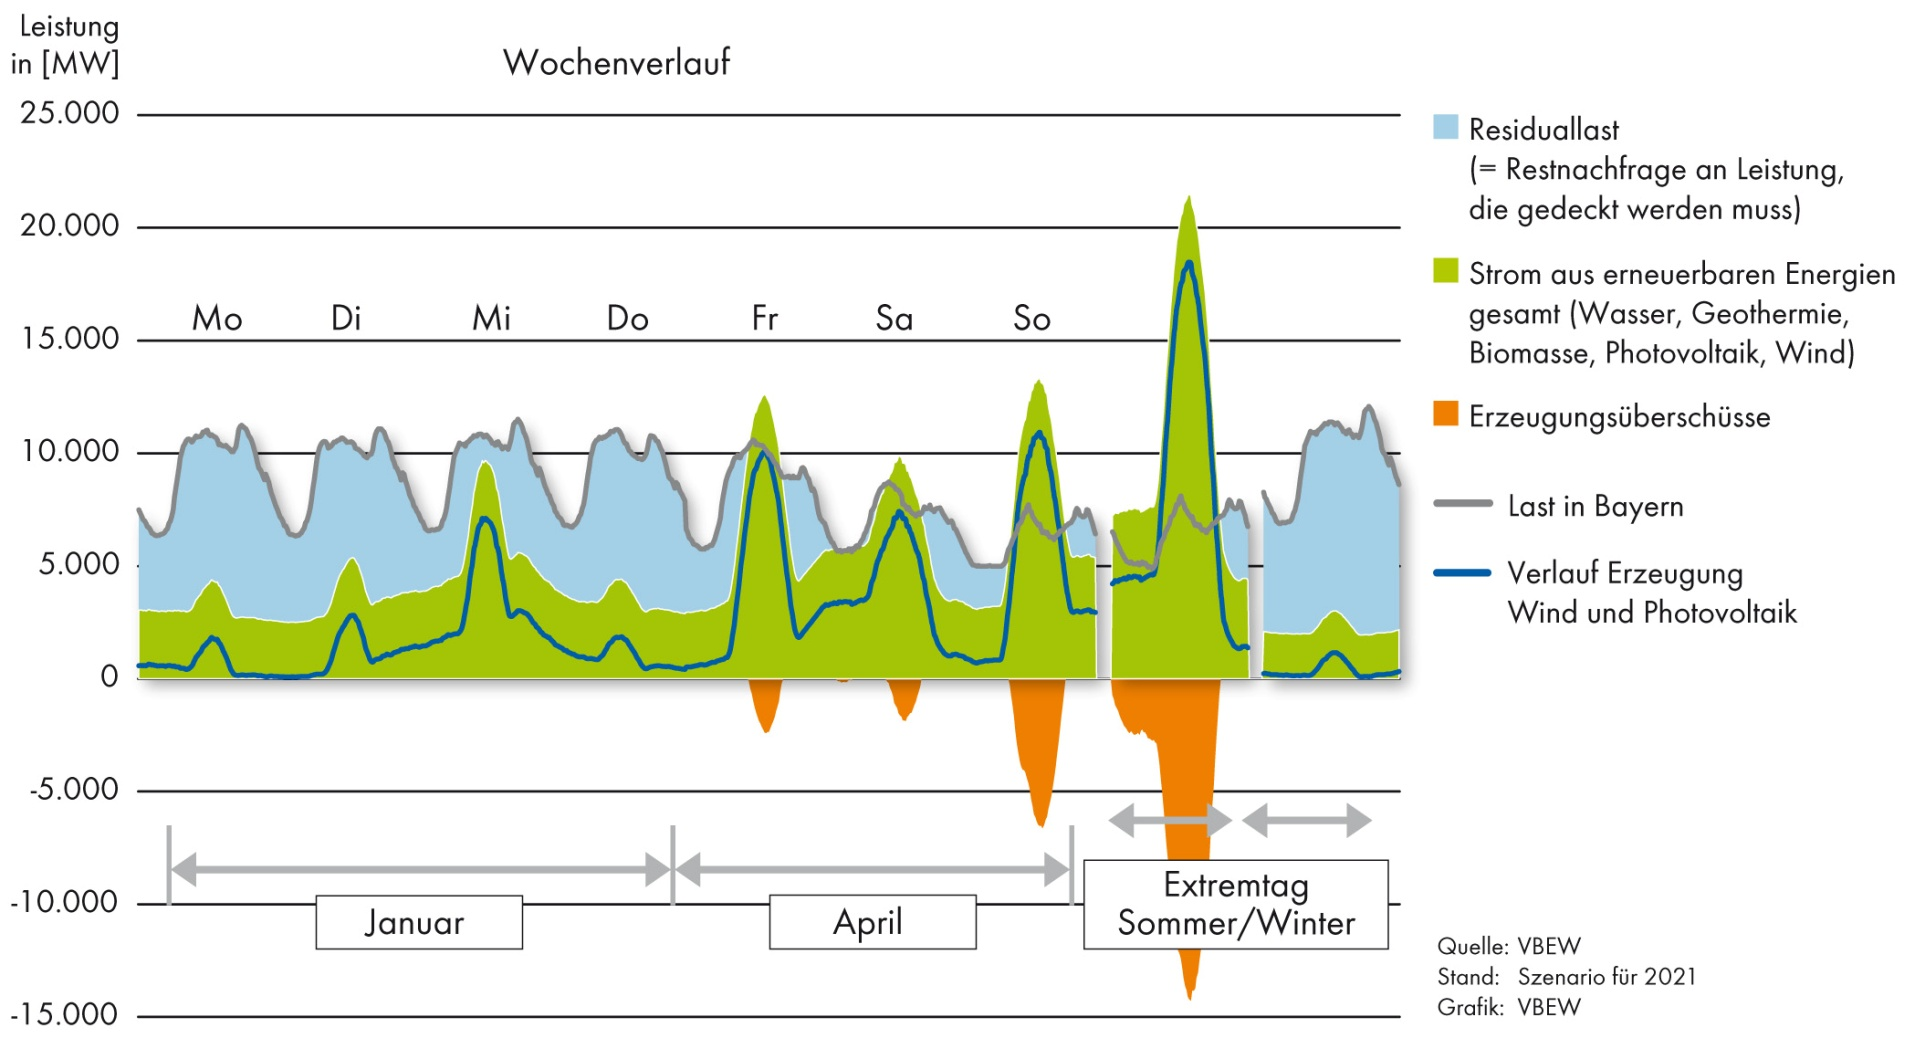 Leistung
in [MW]
Wochenverlauf
25.000
20.000
15.000
10.000
5.000
0
-5.000
-10.000
-15.000
Mo
Di
Mi
Do
Fr
Sa
So
Januar
April
Extremtag
Sommer/Winter
Residuallast
(= Restnachfrage an Leistung,
die gedeckt werden muss)
Strom aus erneuerbaren Energien
gesamt (Wasser, Geothermie,
Biomasse, Photovoltaik, Wind)
Erzeugungsüberschüsse
Last in Bayern
Verlauf Erzeugung
Wind und Photovoltaik
Quelle: VBEW
Stand: Szenario für 2021
Grafik: VBEW